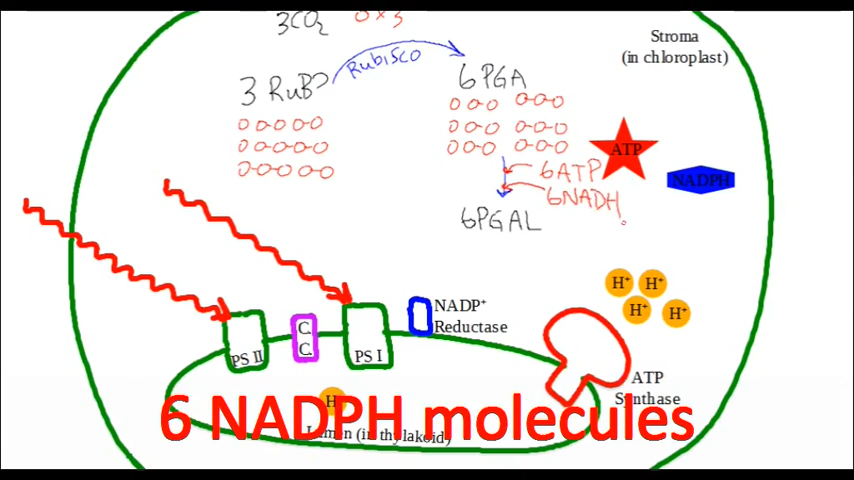 3CO₂
Stroma
(in chloroplast)
Rubisco
3 RuBP
6PGA
ATP
6ATP
NADPH
6NADH
6PGAL
H⁺ H⁺
H⁺ H⁺
NADP⁺
Reductase
C.
C.
PS II
PS I
ATP
Synthase
H⁺
6 NADPH molecules
Lumen (in thylakoid)